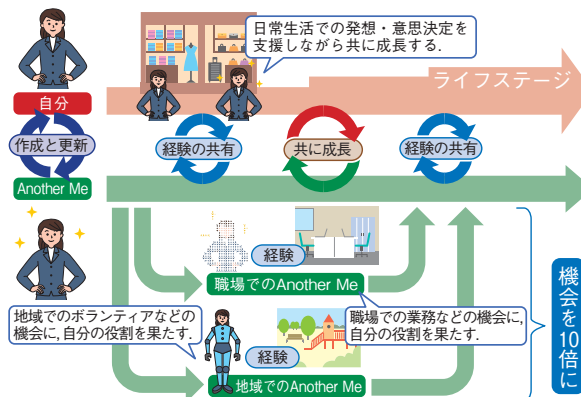 日常生活での発想・意思決定を
支援しながら共に成長する.
ライフステージ
自分
作成と更新
経験の共有
共に成長
経験の共有
Another Me
経験
職場でのAnother Me
地域でのボランティアなどの
機会に,自分の役割を果たす.
職場での業務などの機会に,
自分の役割を果たす.
経験
地域でのAnother Me
機会を10倍に